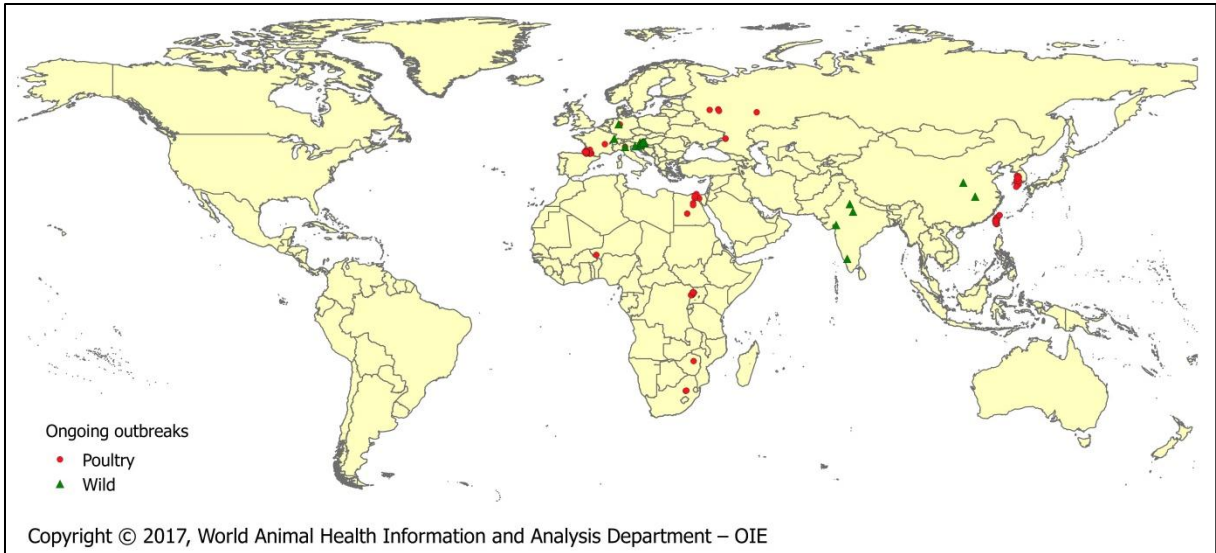 Ongoing outbreaks
Poultry
Wild
Copyright © 2017, World Animal Health Information and Analysis Department – OIE